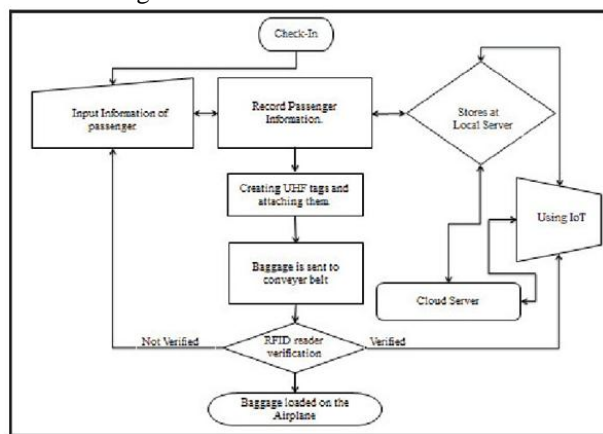 Check-In
Input Information of
passenger
Record Passenger
Information.
Stores at
Local Server
Creating UHF tags and
attaching them
Using IoT
Baggage is sent to
conveyer belt
Cloud Server
Not Verified
RFID reader
verification
Verified
Baggage loaded on the
Airplane